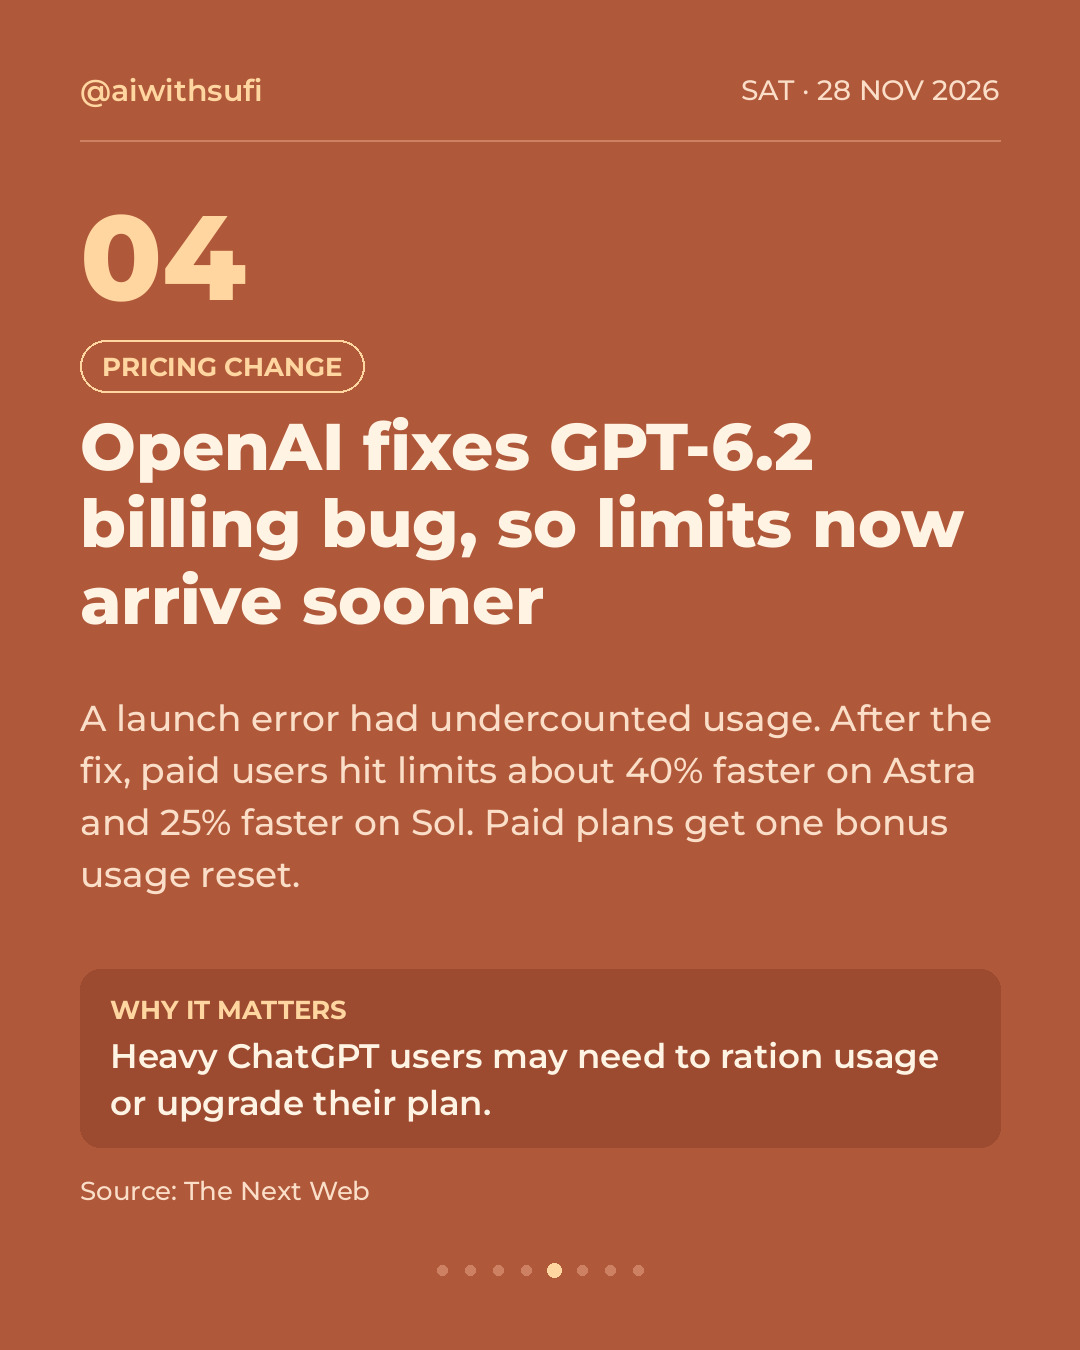 @aiwithsufi
SAT · 28 NOV 2026
04
PRICING CHANGE
OpenAI fixes GPT-6.2
billing bug, so limits now
arrive sooner
A launch error had undercounted usage. After the
fix, paid users hit limits about 40% faster on Astra
and 25% faster on Sol. Paid plans get one bonus
usage reset.
WHY IT MATTERS
Heavy ChatGPT users may need to ration usage
or upgrade their plan.
Source: The Next Web